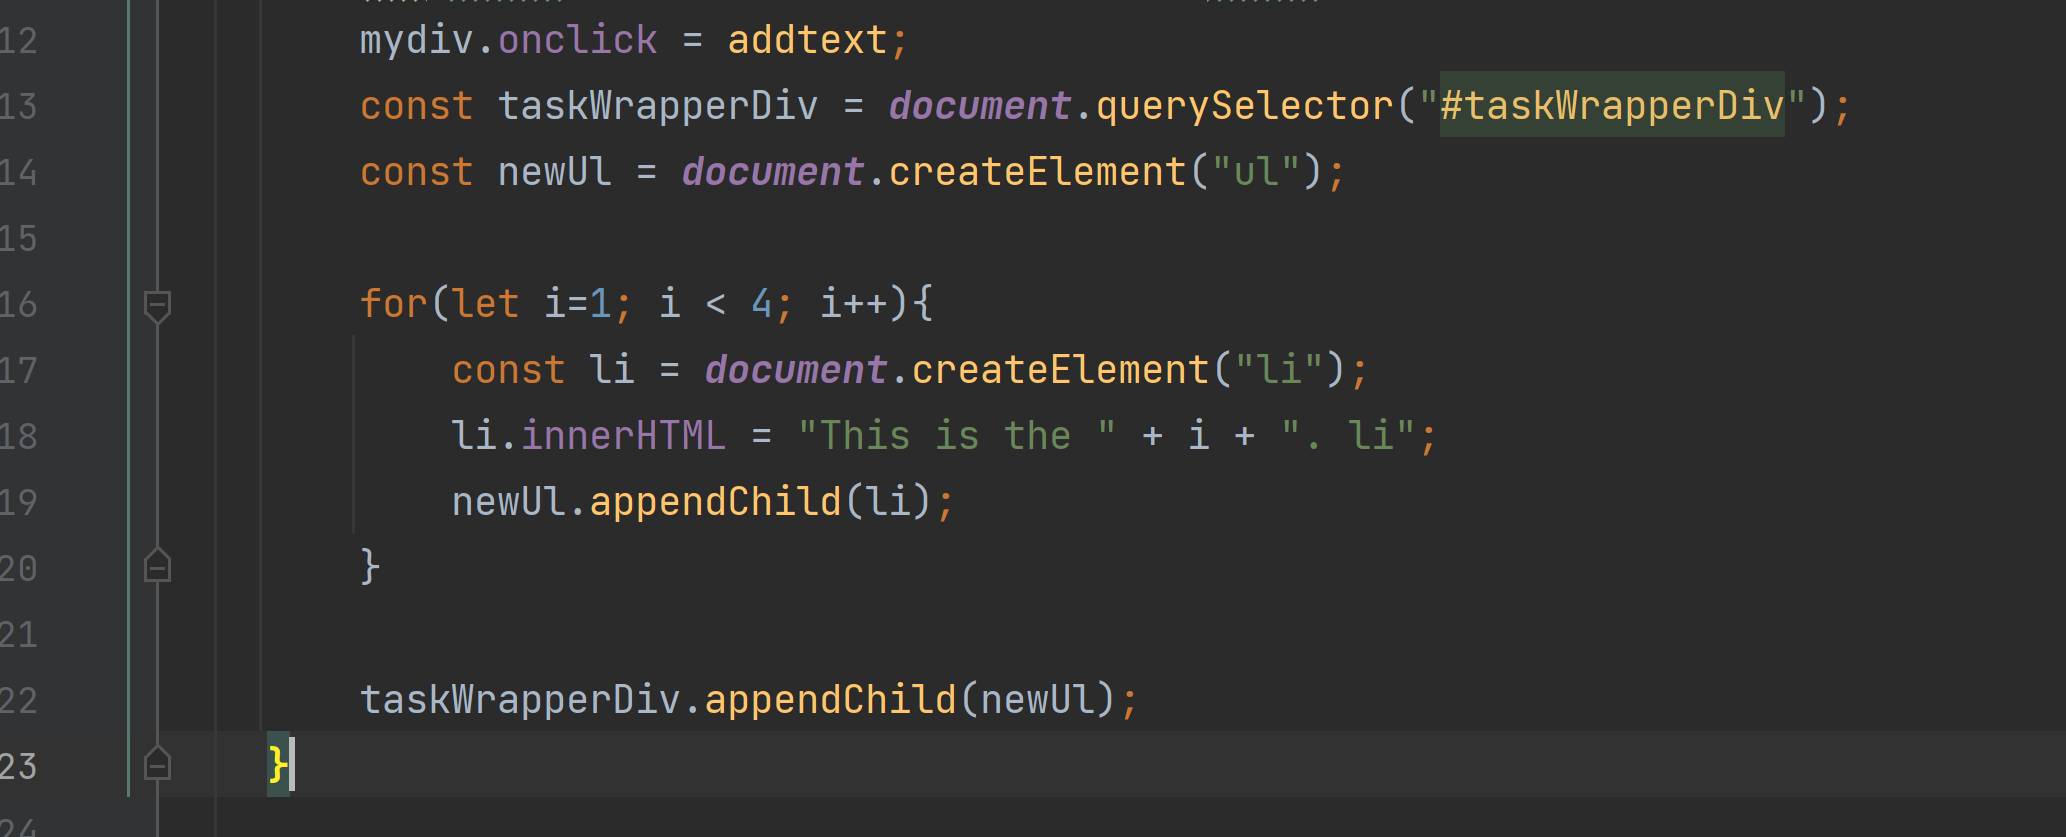 12 mydiv.onclick = addtext;
13 const taskWrapperDiv = document.querySelector("#taskWrapperDiv");
14 const newUl = document.createElement("ul");
15
16 for(let i=1; i < 4; i++){
17 const li = document.createElement("li");
18 li.innerHTML = "This is the " + i + ". li";
19 newUl.appendChild(li);
20 }
21
22 taskWrapperDiv.appendChild(newUl);
23 }
24